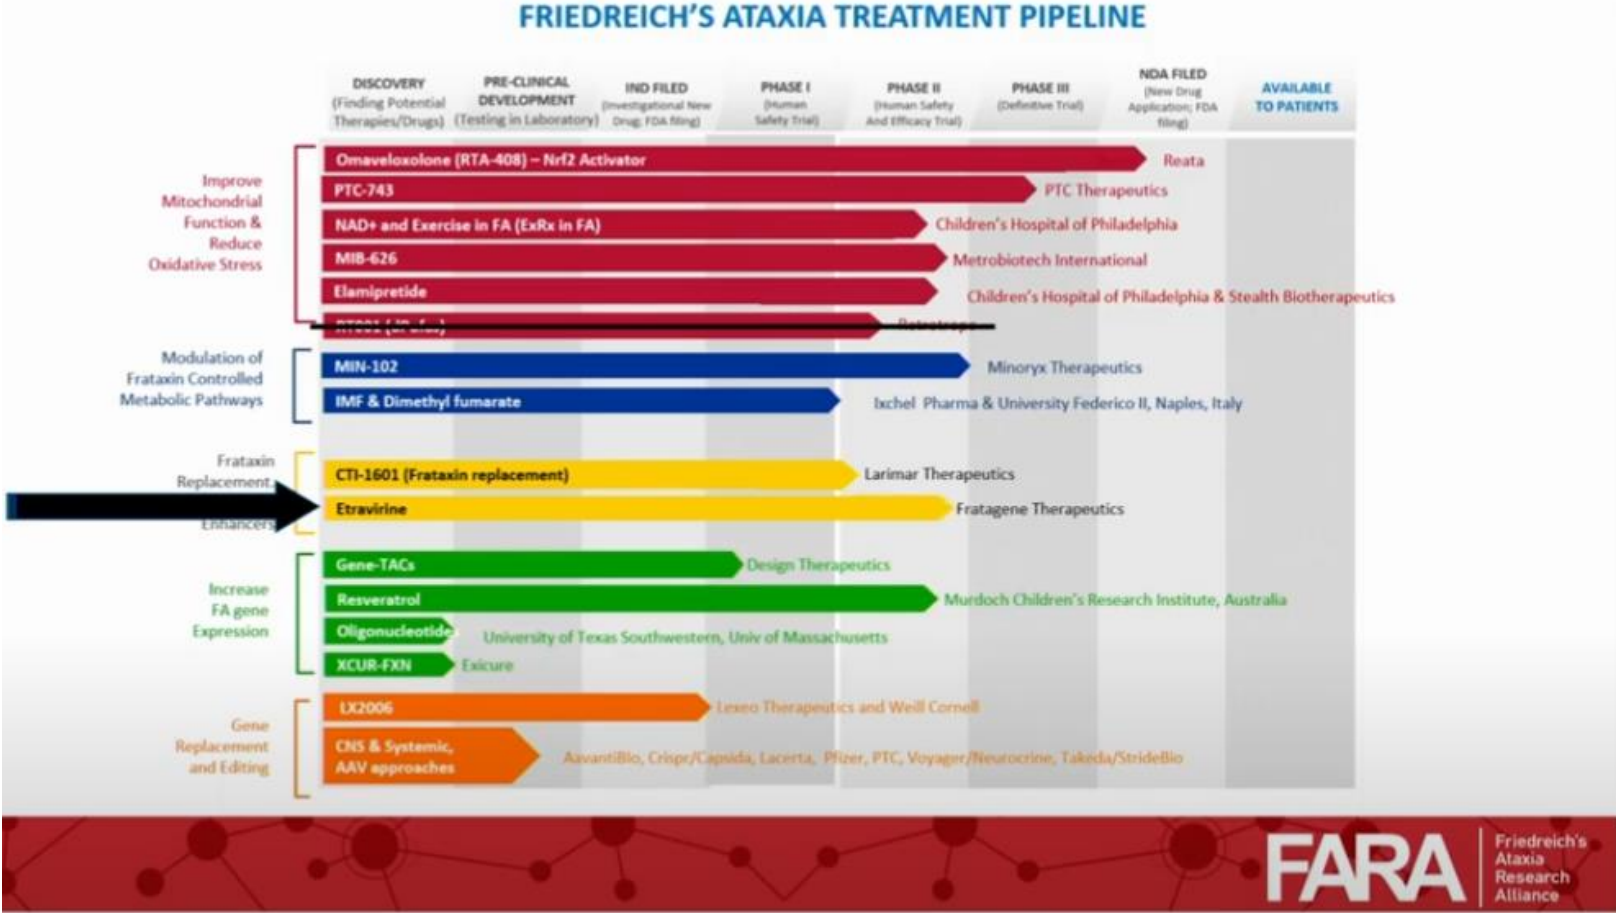 FRIEDREICH'S ATAXIA TREATMENT PIPELINE
DISCOVERY
(Finding Potential
Therapies/Drugs)
PRE-CLINICAL
DEVELOPMENT
(Testing in Laboratory)
IND FILED
(Investigational New
Drug; FDA filing)
PHASE I
(Human
Safety Trial)
PHASE II
(Human Safety
And Efficacy Trial)
PHASE III
(Definitive Trial)
NDA FILED
(New Drug
Application; FDA
filing)
AVAILABLE
TO PATIENTS
Improve
Mitochondrial
Function &
Reduce
Oxidative Stress
Omaveloxolone (RTA-408) – Nrf2 Activator
Reata
PTC-743
PTC Therapeutics
NAD+ and Exercise in FA (ExRx in FA)
Children's Hospital of Philadelphia
MIB-626
Metrobiotech International
Elamipretide
Children's Hospital of Philadelphia & Stealth Biotherapeutics
RT001
Modulation of
Frataxin Controlled
Metabolic Pathways
MIN-102
Minoryx Therapeutics
IMF & Dimethyl fumarate
Ixchel Pharma & University Federico II, Naples, Italy
Frataxin
Replacement,
Enhancers
CTI-1601 (Frataxin replacement)
Larimar Therapeutics
Etravirine
Fratagene Therapeutics
Increase
FA gene
Expression
Gene-TACs
Design Therapeutics
Resveratrol
Murdoch Children's Research Institute, Australia
Oligonucleotides
University of Texas Southwestern, Univ of Massachusetts
XCUR-FXN
Exicure
Gene
Replacement
and Editing
LX2006
Lexeo Therapeutics and Weill Cornell
CNS & Systemic,
AAV approaches
AavantiBio, Crispr/Capsida, Lacerta, Pfizer, PTC, Voyager/Neurocrine, Takeda/StrideBio
FARA
Friedreich's
Ataxia
Research
Alliance